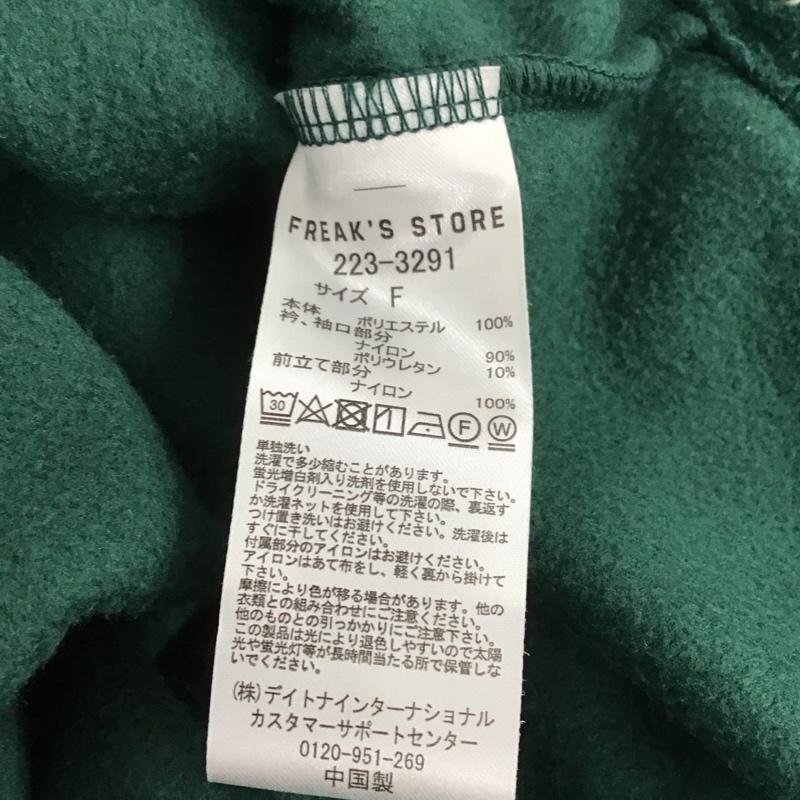 FREAK'S STORE
223-3291
サイズ F
本体
ポリエステル 100%
衿、袖口部分
ナイロン 90%
ポリウレタン 10%
前立て部分
ナイロン 100%
30 F W
単独洗い
洗濯で多少縮むことがあります。
蛍光増白剤入り洗剤を使用しないで下さい。
ドライクリーニング等の洗濯の際、裏返す
か洗濯ネットを使用して下さい。
つけ置き洗いはお避けください。洗濯後は
すぐに干してください。
付属部分のアイロンはお避けください。
アイロンはあて布をし、軽く裏から掛けて
下さい。
摩擦により色が移る場合があります。他の
衣類との組み合わせにご注意ください。
他のものとの引っかかりにご注意下さい。
この製品は光により退色しやすいので太陽
光や蛍光灯等が長時間当たる所で保管しな
いでください。
(株)デイトナインターナショナル
カスタマーサポートセンター
0120-951-269
中国製